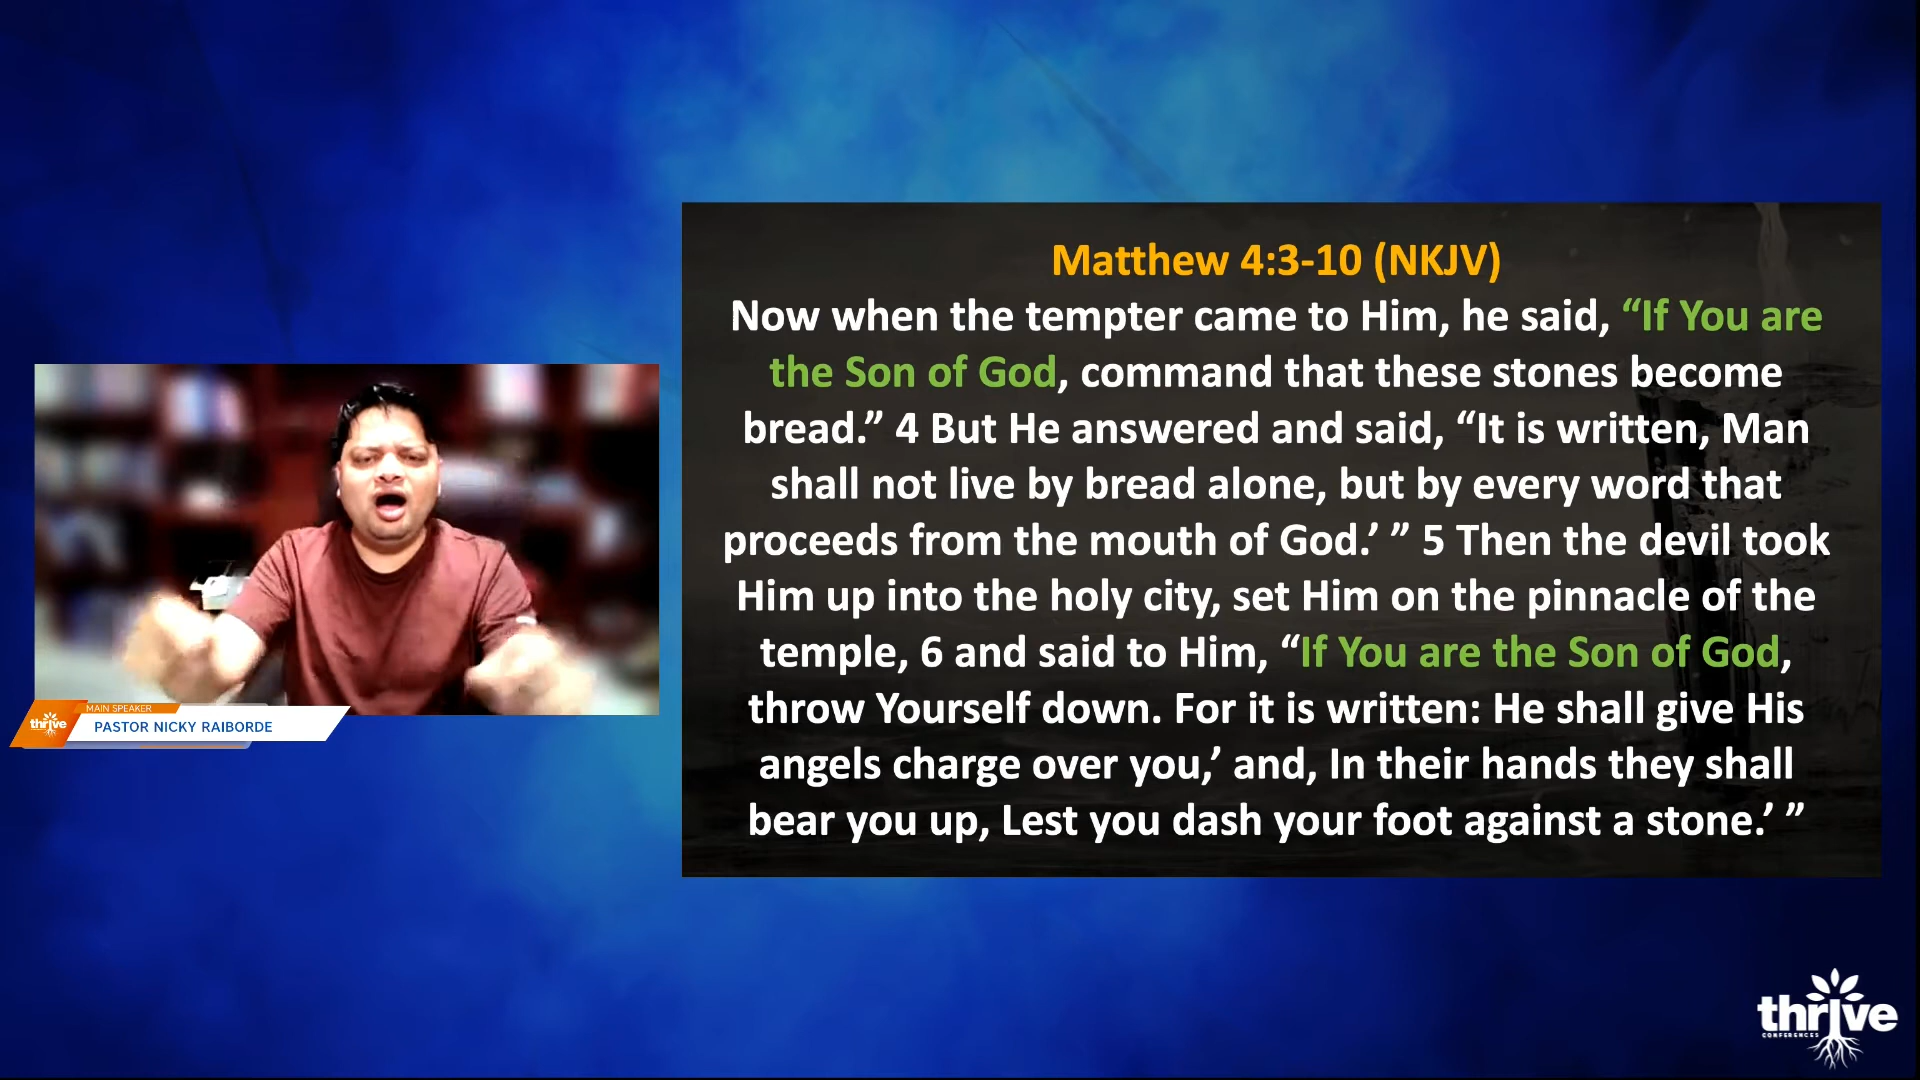 Matthew 4:3-10 (NKJV)
Now when the tempter came to Him, he said, “If You are
the Son of God, command that these stones become
bread.” 4 But He answered and said, “It is written, Man
shall not live by bread alone, but by every word that
proceeds from the mouth of God.’ ” 5 Then the devil took
Him up into the holy city, set Him on the pinnacle of the
temple, 6 and said to Him, “If You are the Son of God,
throw Yourself down. For it is written: He shall give His
angels charge over you,’ and, In their hands they shall
bear you up, Lest you dash your foot against a stone.’ ”
MAIN SPEAKER
thrive
PASTOR NICKY RAIBORDE
thrive
CONFERENCES